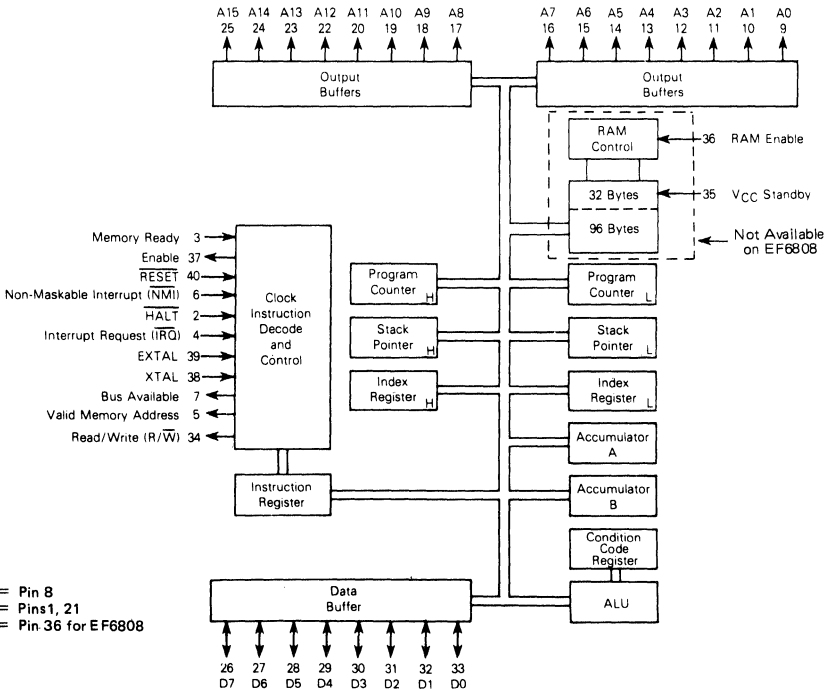 A15 A14 A13 A12 A11 A10 A9 A8 A7 A6 A5 A4 A3 A2 A1 A0
25 24 23 22 20 19 18 17 16 15 14 13 12 11 10 9
Output
Buffers
Output
Buffers
RAM
Control
36 RAM Enable
32 Bytes
35 VCC Standby
96 Bytes
Not Available
on EF6808
Memory Ready 3
Enable 37
RESET 40
Non-Maskable Interrupt (NMI) 6
HALT 2
Interrupt Request (IRQ) 4
EXTAL 39
XTAL 38
Bus Available 7
Valid Memory Address 5
Read/Write (R/W) 34
Clock
Instruction
Decode
and
Control
Program
Counter H
Program
Counter L
Stack
Pointer H
Stack
Pointer L
Index
Register H
Index
Register L
Accumulator
A
Instruction
Register
Accumulator
B
Condition
Code
Register
ALU
Data
Buffer
= Pin 8
= Pins1, 21
= Pin 36 for EF6808
26 27 28 29 30 31 32 33
D7 D6 D5 D4 D3 D2 D1 D0